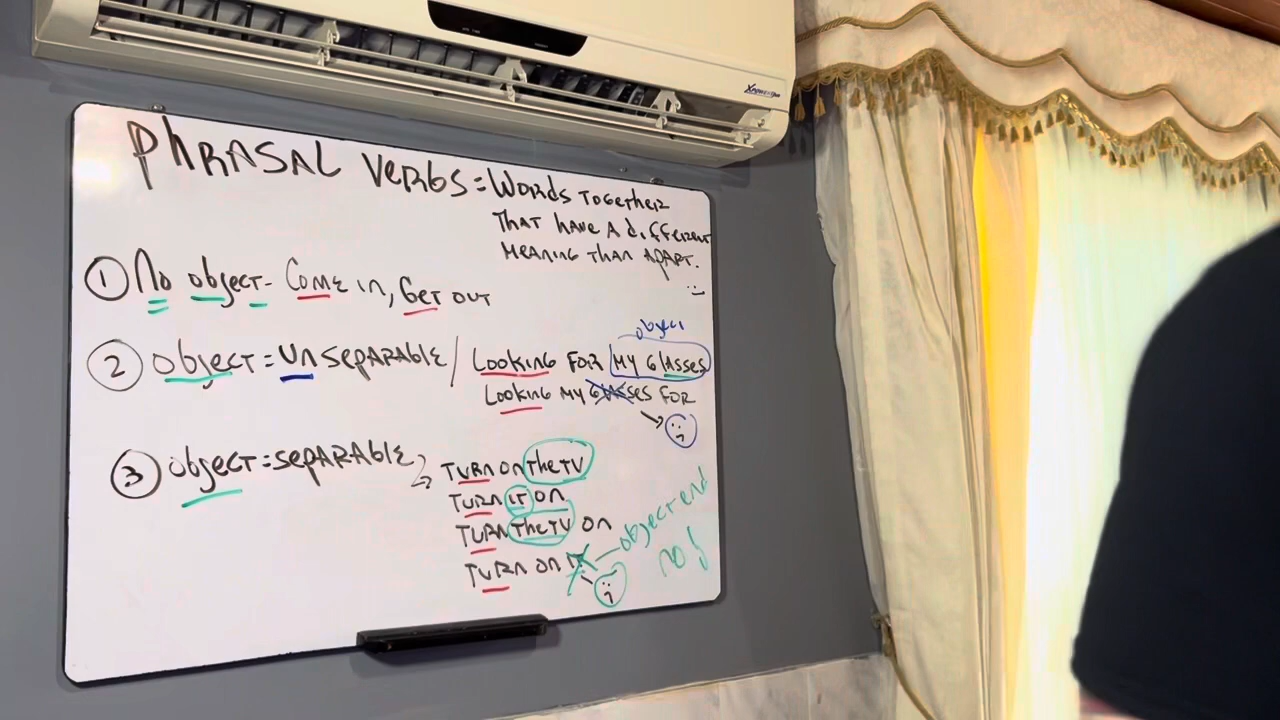 PHRASAL VERBS = WORDS TOGETHER
THAT HAVE A DIFFERENT
MEANING THAN APART.
1 NO OBJECT - COME IN, GET OUT
2 OBJECT = UNSEPARABLE / LOOKING FOR MY GLASSES
object
LOOKING MY GLASSES FOR
3 OBJECT = SEPARABLE
TURN ON THE TV
TURN IT ON
TURN THE TV ON
TURN ON IT
object end
NO!